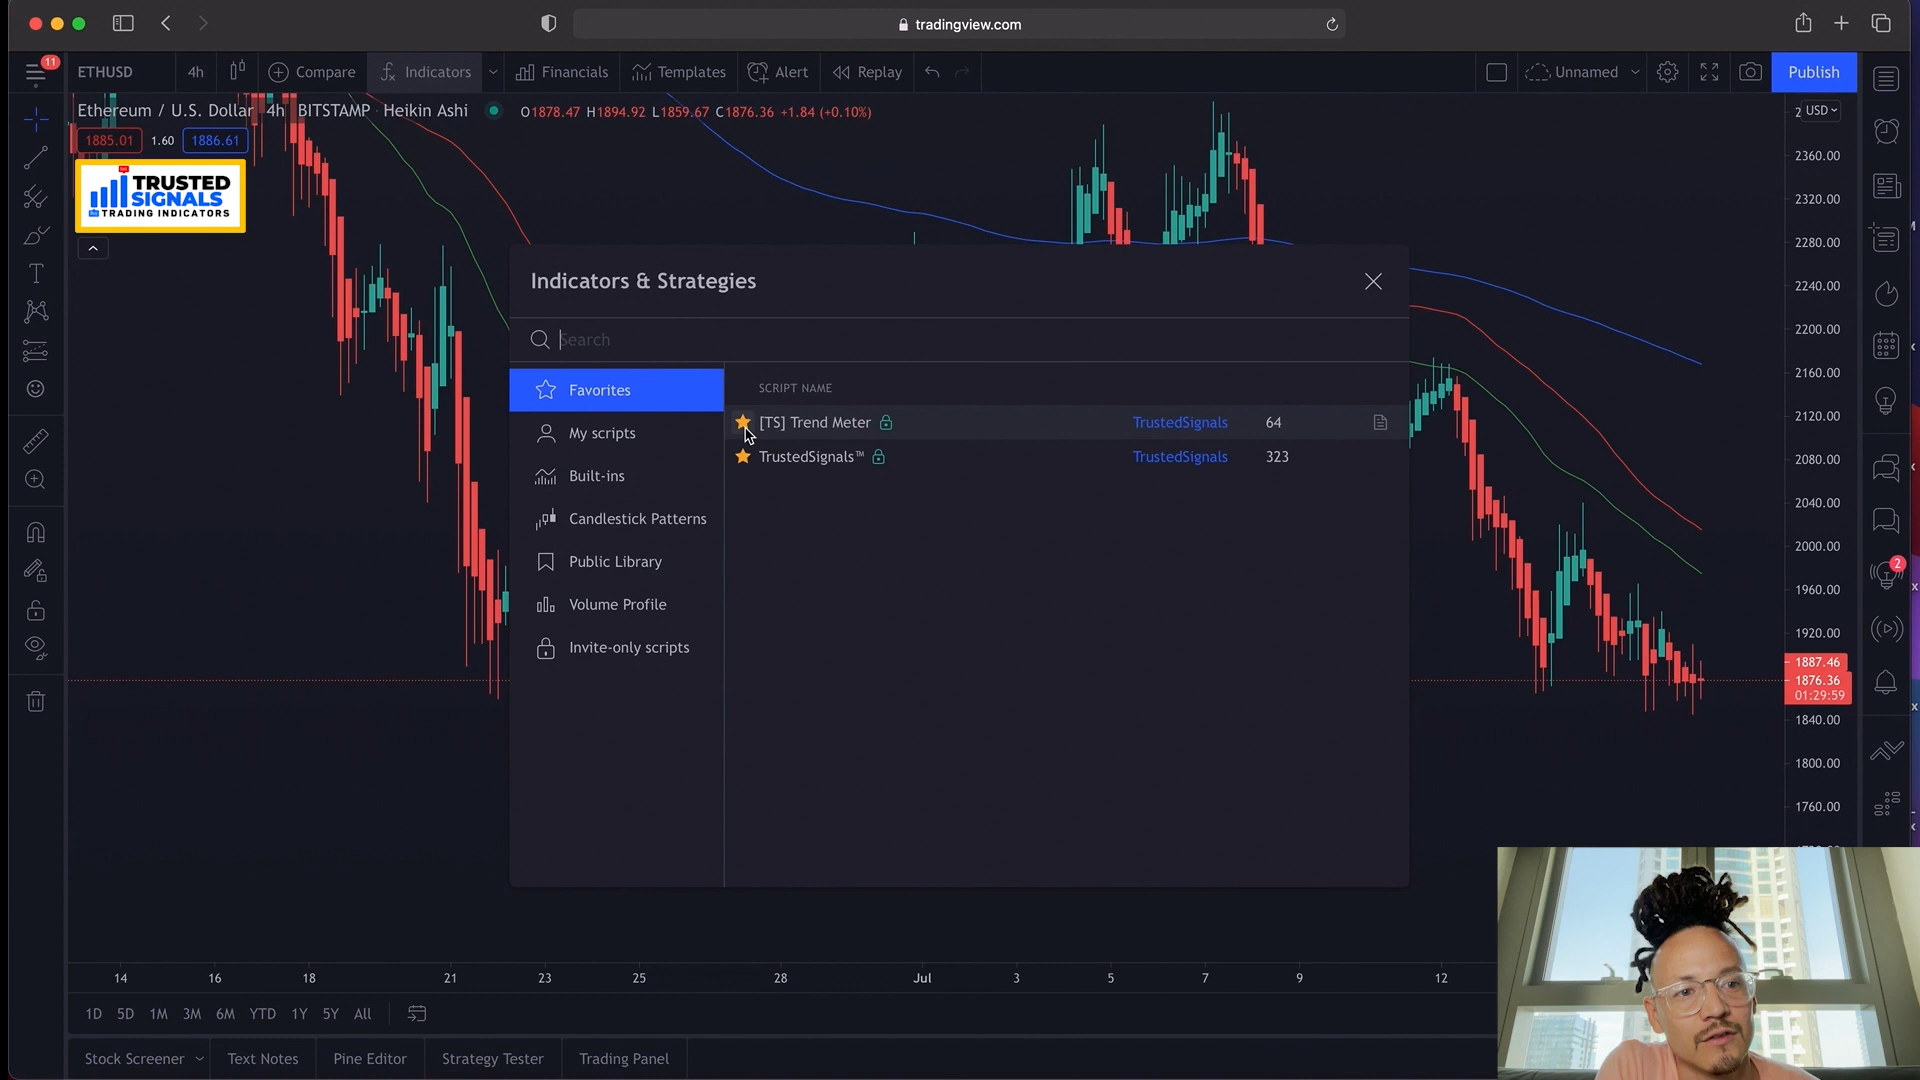 tradingview.com
11
ETHUSD 4h Compare Indicators Financials Templates Alert Replay Unnamed Publish
Ethereum / U.S. Dollar 4h BITSTAMP Heikin Ashi O1878.47 H1894.92 L1859.67 C1876.36 +1.84 (+0.10%)
USD
1885.01 1.60 1886.61
TRUSTED
SIGNALS
TRADING INDICATORS
2360.00
2320.00
2280.00
2240.00
2200.00
2160.00
2120.00
2080.00
2040.00
2000.00
1960.00
1920.00
1887.46
1876.36
01:29:59
1840.00
1800.00
1760.00
2
Indicators & Strategies
Search
Favorites
My scripts
Built-ins
Candlestick Patterns
Public Library
Volume Profile
Invite-only scripts
SCRIPT NAME
[TS] Trend Meter TrustedSignals 64
TrustedSignals™ TrustedSignals 323
14 16 18 21 23 25 28 Jul 3 5 7 9 12
1D 5D 1M 3M 6M YTD 1Y 5Y All
Stock Screener Text Notes Pine Editor Strategy Tester Trading Panel